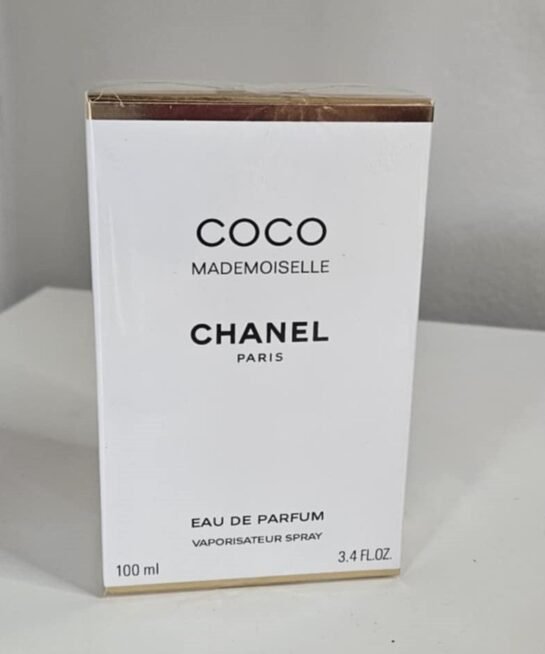 COCO
MADEMOISELLE
CHANEL
PARIS
EAU DE PARFUM
VAPORISATEUR SPRAY
100 ml
3.4 FL.OZ.